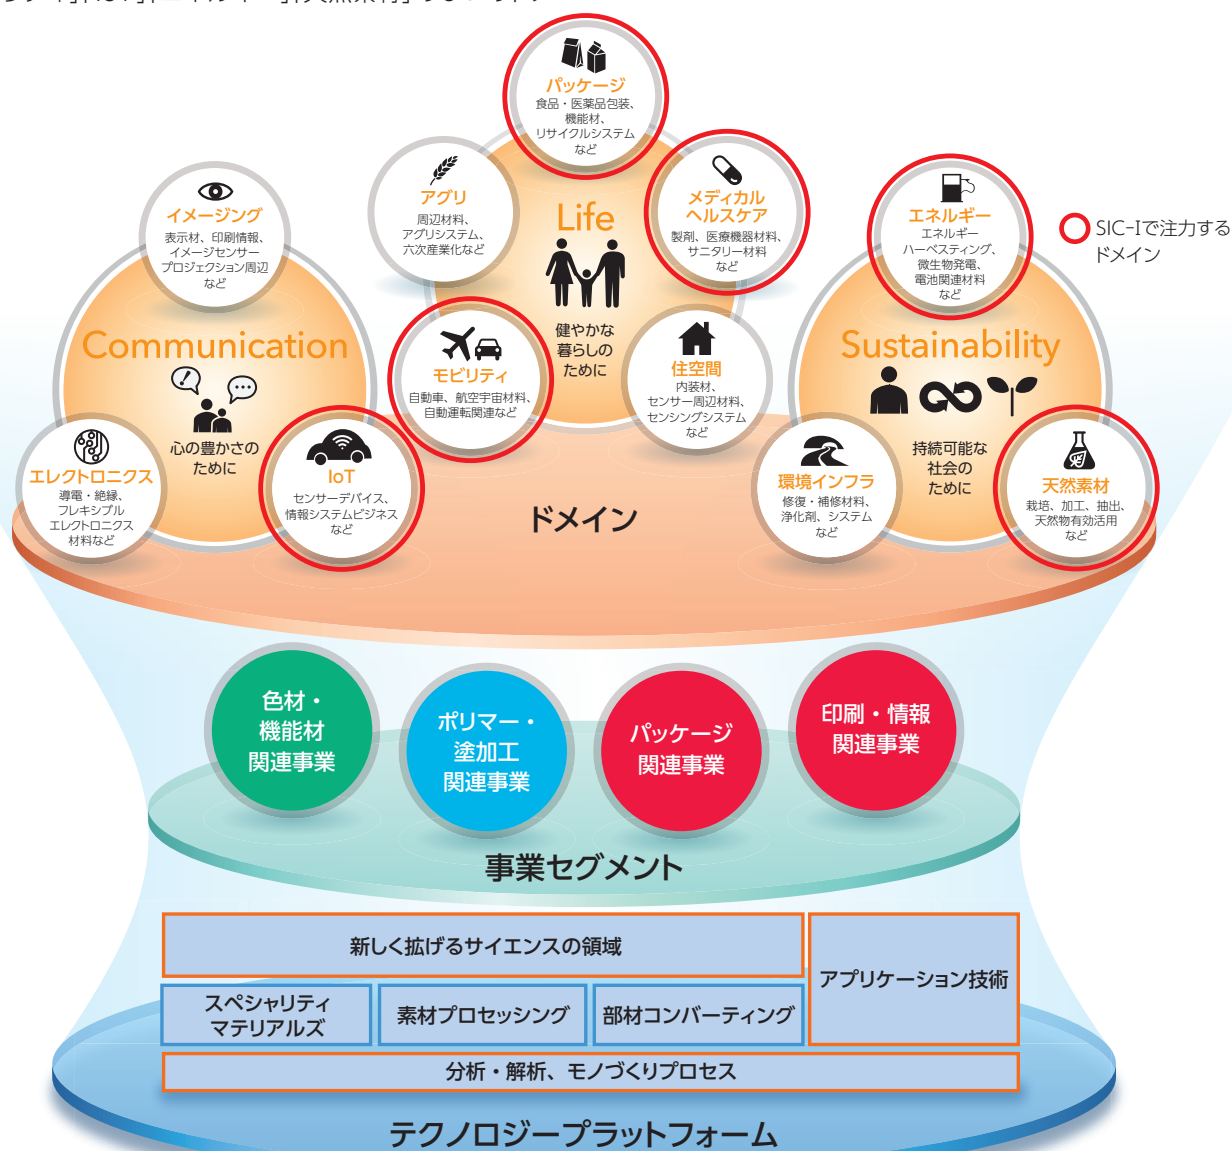 パッケージ
食品・医薬品包装、
機能材、
リサイクルシステム
など
アグリ
周辺材料、
アグリシステム、
六次産業化など
Life
健やかな
暮らしの
ために
メディカル
ヘルスケア
製剤、医療機器材料、
サニタリー材料
など
モビリティ
自動車、航空宇宙材料、
自動運転関連など
住空間
内装材、
センサー周辺材料、
センシングシステム
など
イメージング
表示材、印刷情報、
イメージセンサー
プロジェクション周辺
など
Communication
心の豊かさの
ために
エレクトロニクス
導電・絶縁、
フレキシブル
エレクトロニクス
材料など
IoT
センサーデバイス、
情報システムビジネス
など
エネルギー
エネルギー
ハーベスティング、
微生物発電、
電池関連材料
など
SIC-Iで注力する
ドメイン
Sustainability
持続可能な
社会の
ために
環境インフラ
修復・補修材料、
浄化剤、システム
など
天然素材
栽培、加工、抽出、
天然物有効活用
など
ドメイン
色材・
機能材
関連事業
ポリマー・
塗加工
関連事業
パッケージ
関連事業
印刷・情報
関連事業
事業セグメント
新しく拡げるサイエンスの領域
アプリケーション技術
スペシャリティ
マテリアルズ
素材プロセッシング
部材コンバーティング
分析・解析、モノづくりプロセス
テクノロジープラットフォーム